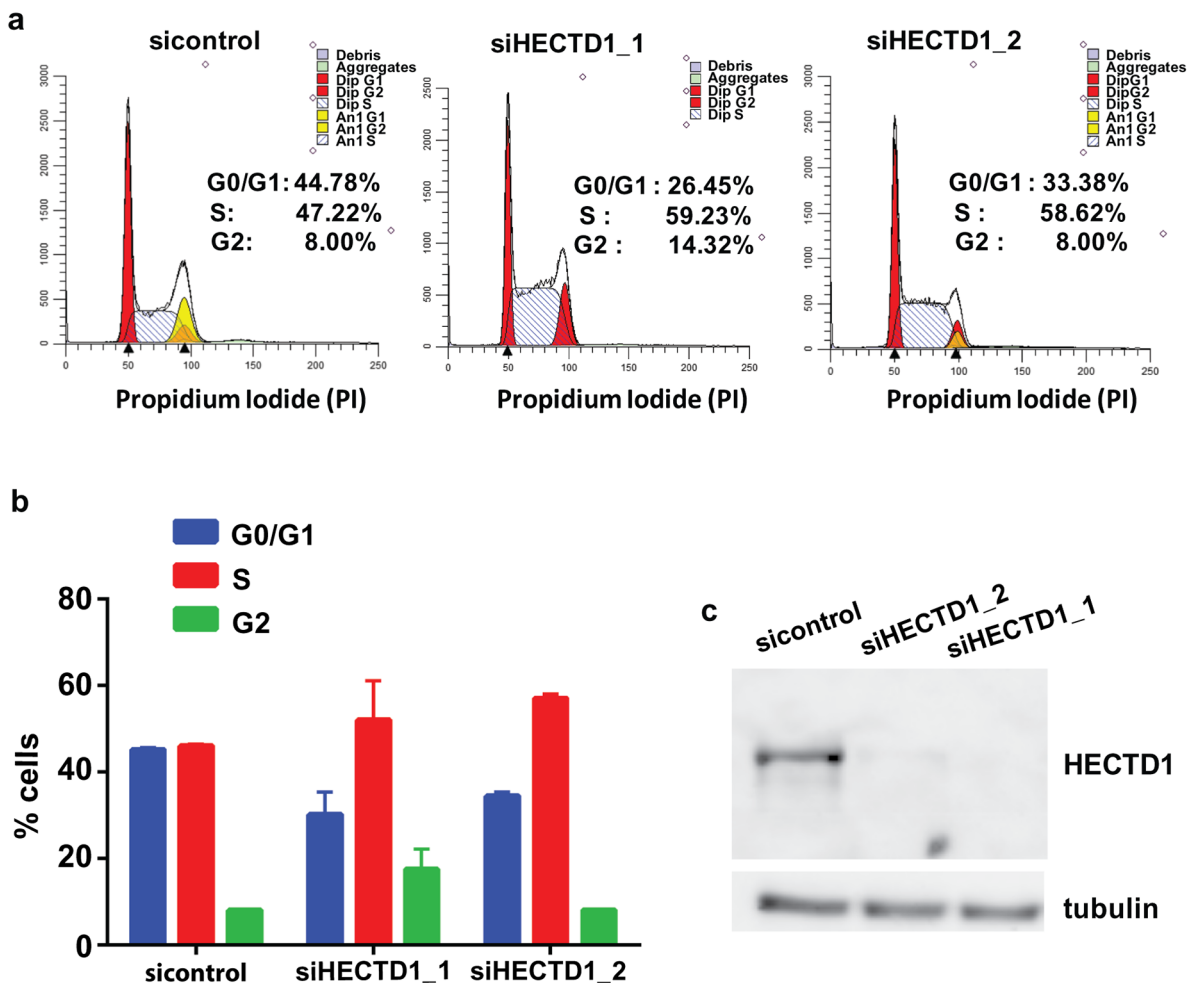 a
sicontrol
Debris
Aggregates
Dip G1
Dip G2
Dip S
An1 G1
An1 G2
An1 S
3000
2500
2000
1500
1000
500
0
G0/G1: 44.78%
S: 47.22%
G2: 8.00%
0 50 100 150 200 250
Propidium Iodide (PI)
siHECTD1_1
Debris
Aggregates
Dip G1
Dip G2
Dip S
2500
2000
1500
1000
500
0
G0/G1 : 26.45%
S : 59.23%
G2 : 14.32%
0 50 100 150 200 250
Propidium Iodide (PI)
siHECTD1_2
Debris
Aggregates
DipG1
Dip G2
Dip S
An1 G1
An1 G2
An1 S
3000
2500
2000
1500
1000
500
0
G0/G1 : 33.38%
S : 58.62%
G2 : 8.00%
0 50 100 150 200 250
Propidium Iodide (PI)
b
G0/G1
S
G2
% cells
80
60
40
20
0
sicontrol siHECTD1_1 siHECTD1_2
c
sicontrol siHECTD1_2 siHECTD1_1
HECTD1
tubulin